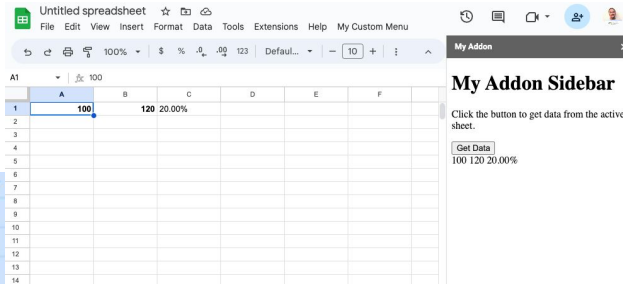 Untitled spreadsheet
File Edit View Insert Format Data Tools Extensions Help My Custom Menu
100% $ % .0 .00 123 Defaul... − 10 +
My Addon
A1 fx 100
A B C D E F
1 100 120 20.00%
2
3
4
5
6
7
8
9
10
11
12
13
14
My Addon Sidebar
Click the button to get data from the active
sheet.
Get Data
100 120 20.00%